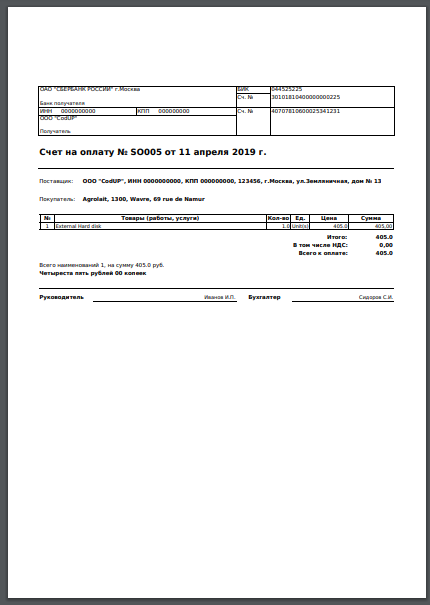 ОАО "СБЕРБАНК РОССИИ" г.Москва БИК 044525225
Сч. № 30101810400000000225
Банк получателя
ИНН 0000000000 КПП 000000000 Сч. № 40702810600025341231
ООО "CodUP"
Получатель
Счет на оплату № SO005 от 11 апреля 2019 г.
Поставщик: ООО "CodUP", ИНН 0000000000, КПП 000000000, 123456, г.Москва, ул.Земляничная, дом № 13
Покупатель: Agrolait, 1300, Wavre, 69 rue de Namur
№ Товары (работы, услуги) Кол-во Ед. Цена Сумма
1 External Hard disk 1.0 Unit(s) 405.0 405,00
Итого: 405.0
В том числе НДС: 0,00
Всего к оплате: 405.0
Всего наименований 1, на сумму 405.0 руб.
Четыреста пять рублей 00 копеек
Руководитель Иванов И.П. Бухгалтер Сидоров С.И.